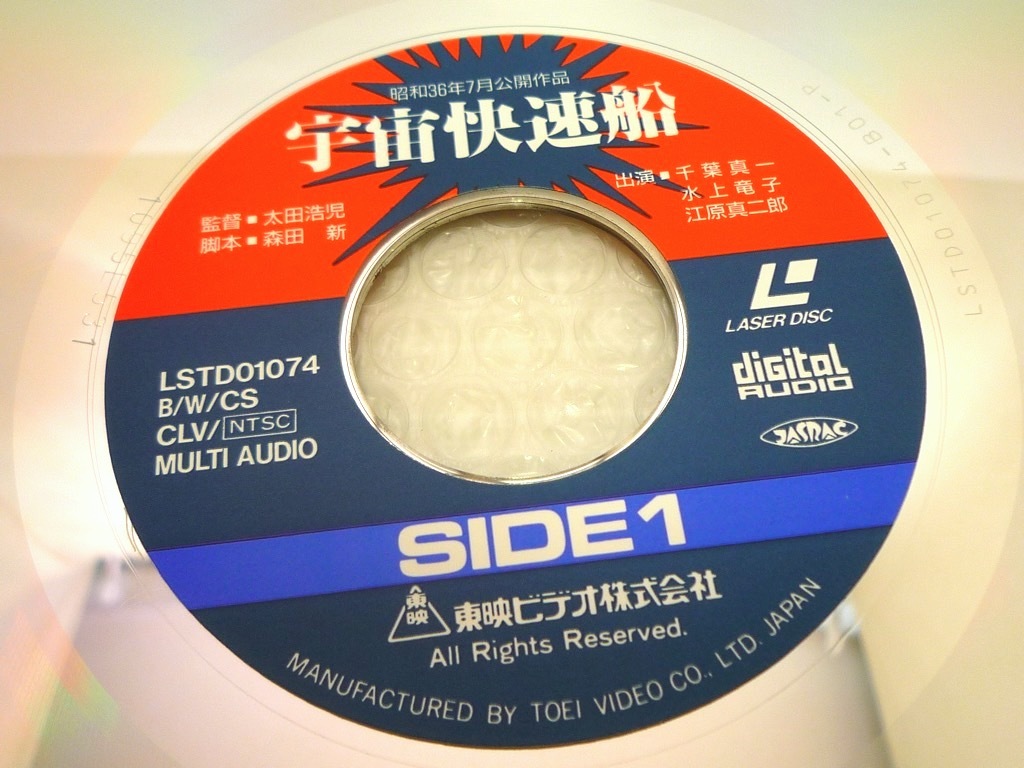 昭和36年7月公開作品
宇宙快速船
監督■太田浩児
脚本■森田 新
出演■千葉真一
水上竜子
江原真二郎
LASER DISC
digital
AUDIO
JASRAC
LSTD01074
B/W/CS
CLV/NTSC
MULTI AUDIO
SIDE 1
東映
東映ビデオ株式会社
All Rights Reserved.
MANUFACTURED BY TOEI VIDEO CO., LTD. JAPAN
LSTD01074-B01-P